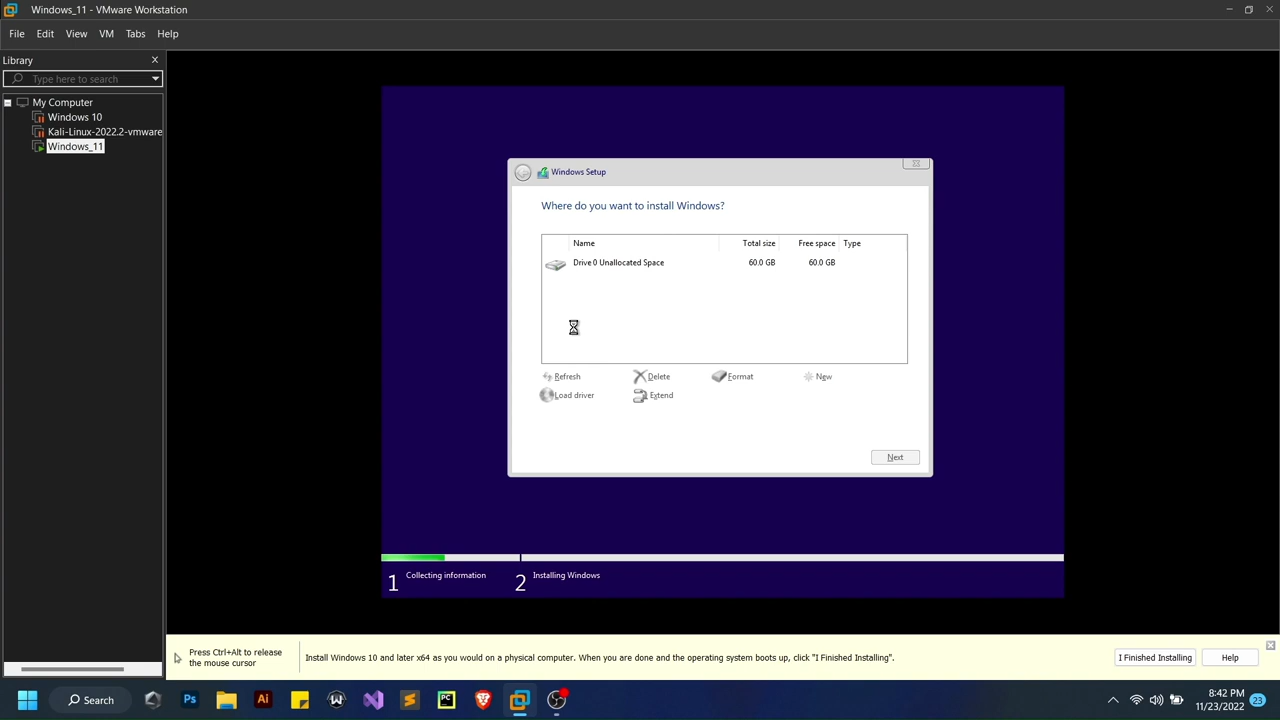 Windows_11 - VMware Workstation
File Edit View VM Tabs Help
Library
Type here to search
My Computer
Windows 10
Kali-Linux-2022.2-vmware
Windows_11
Windows Setup
Where do you want to install Windows?
Name Total size Free space Type
Drive 0 Unallocated Space 60.0 GB 60.0 GB
Refresh Delete Format New
Load driver Extend
Next
1 Collecting information 2 Installing Windows
Press Ctrl+Alt to release
the mouse cursor
Install Windows 10 and later x64 as you would on a physical computer. When you are done and the operating system boots up, click "I Finished Installing".
I Finished Installing Help
Search
Ps
Ai
PC
8:42 PM
11/23/2022
23